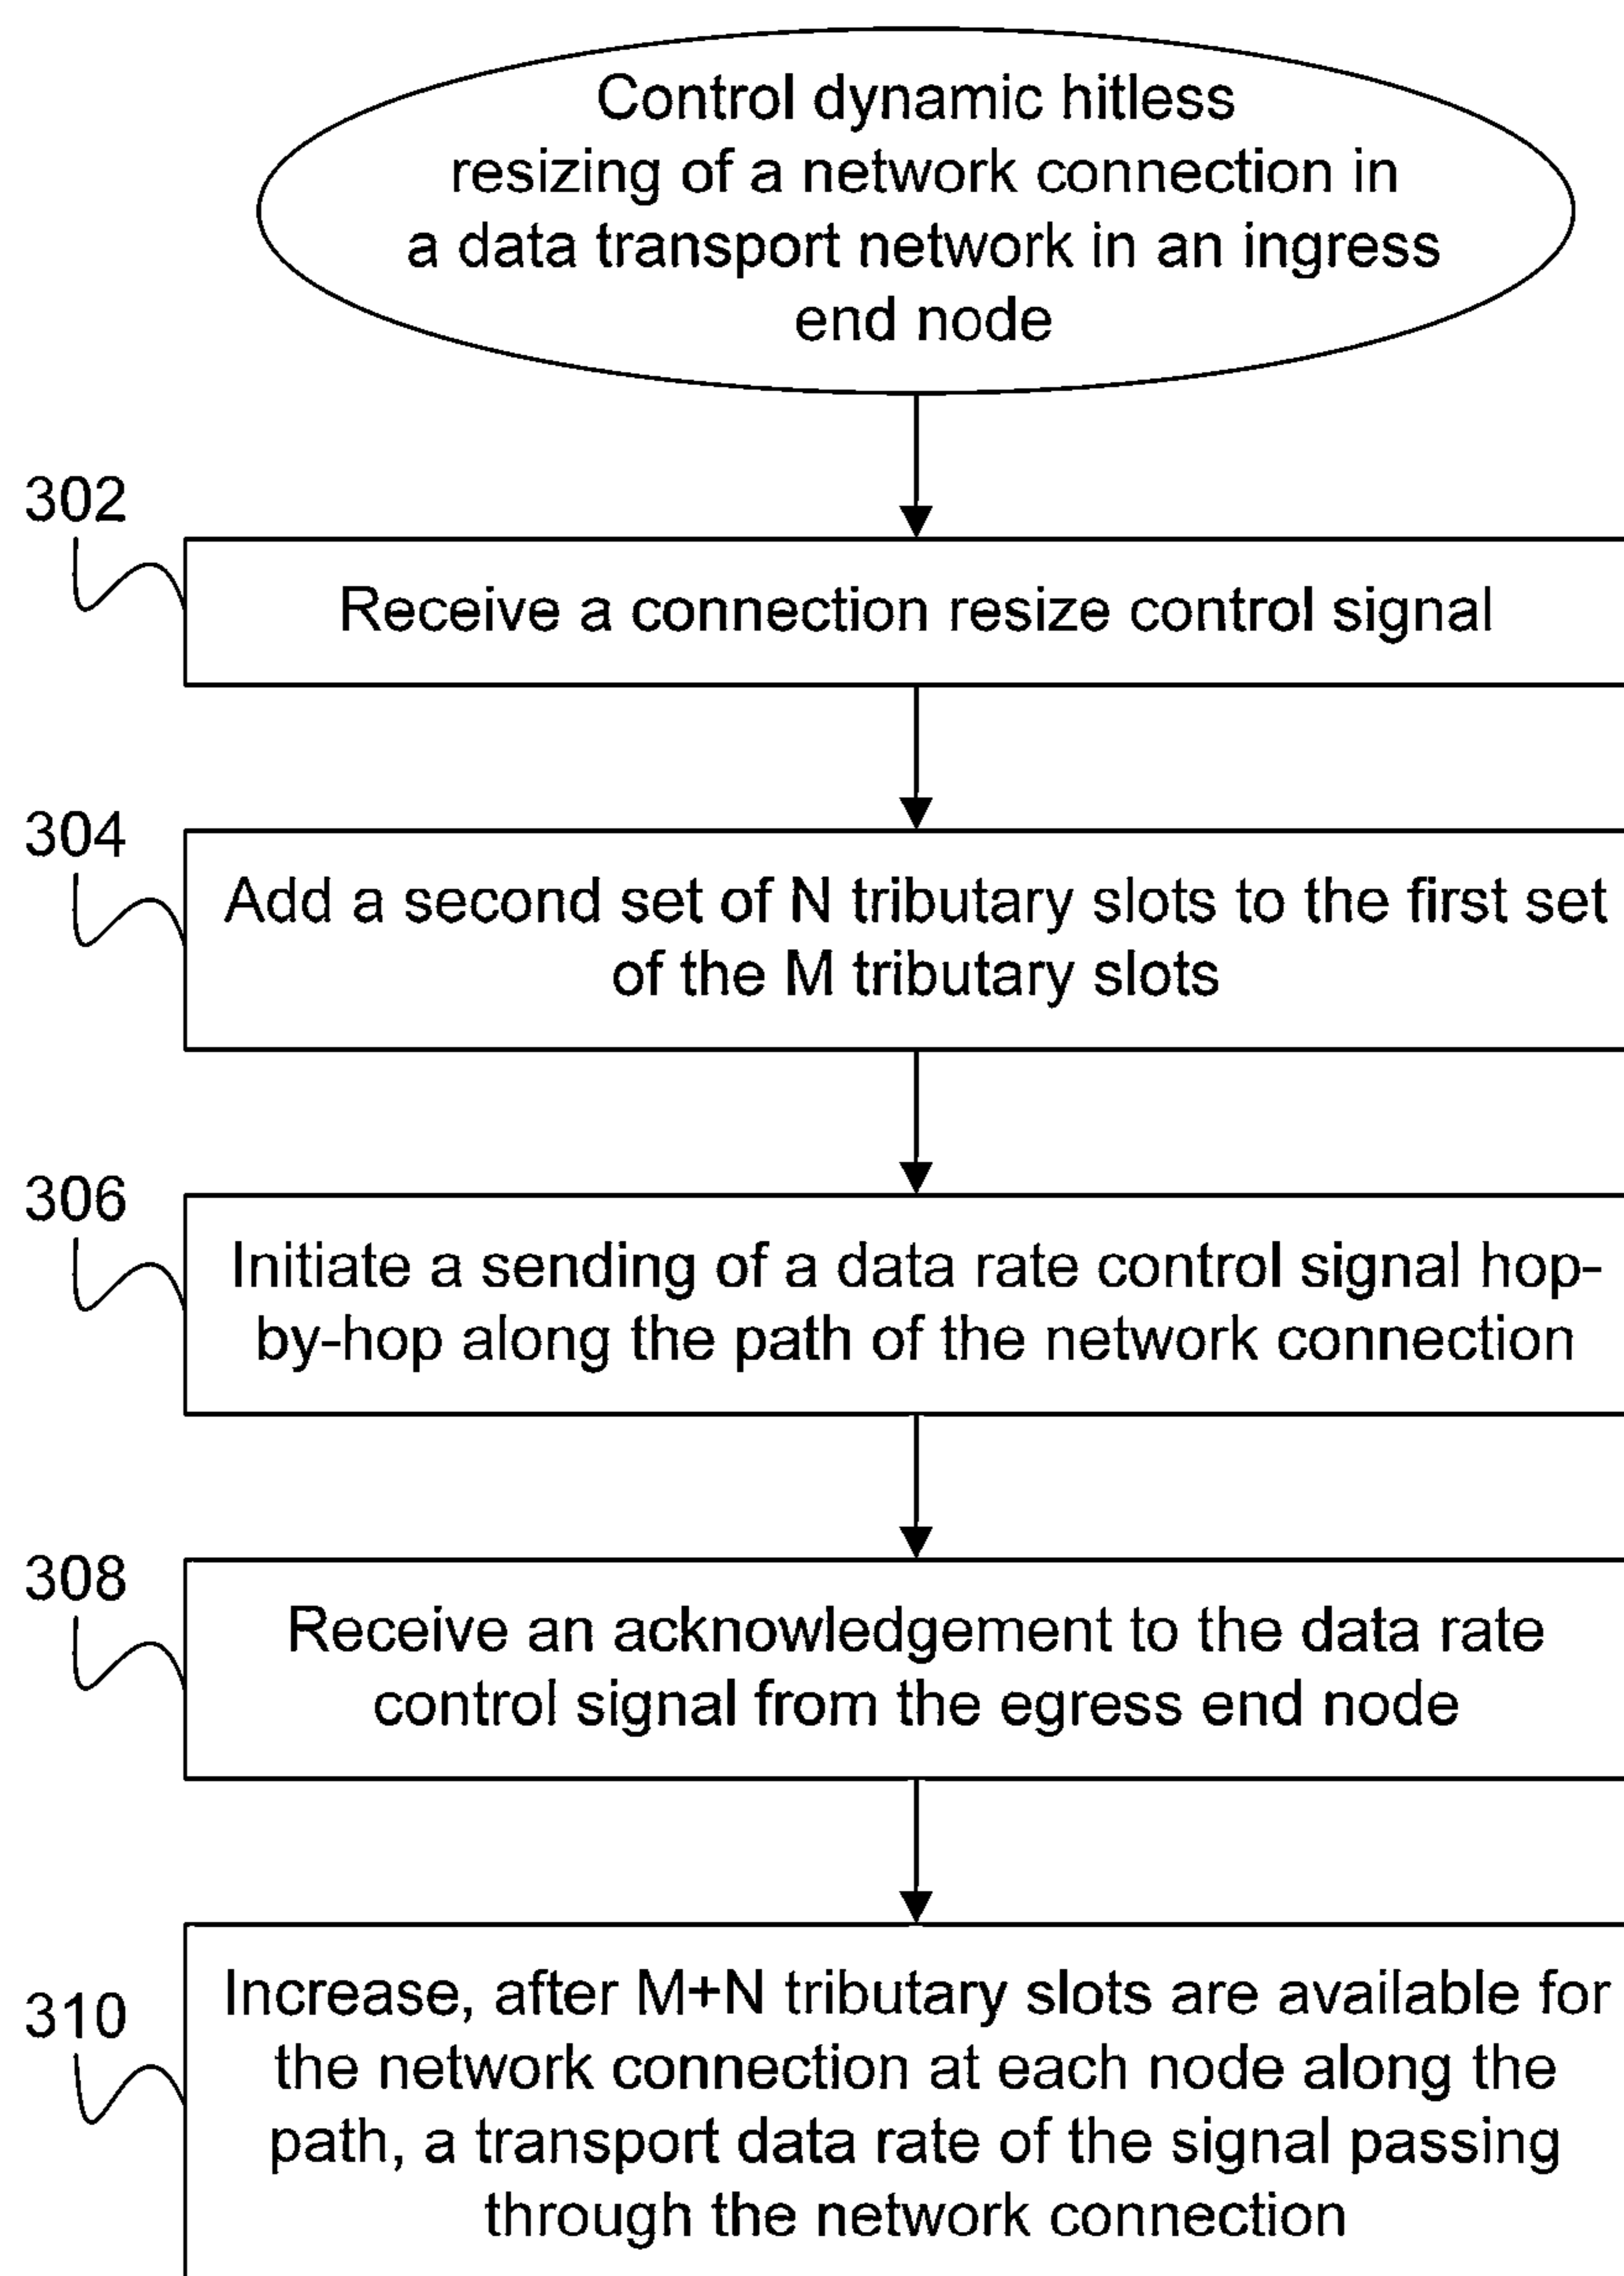 Control dynamic hitless
resizing of a network connection in
a data transport network in an ingress
end node
302
Receive a connection resize control signal
304
Add a second set of N tributary slots to the first set
of the M tributary slots
306
Initiate a sending of a data rate control signal hop-
by-hop along the path of the network connection
308
Receive an acknowledgement to the data rate
control signal from the egress end node
310
Increase, after M+N tributary slots are available for
the network connection at each node along the
path, a transport data rate of the signal passing
through the network connection